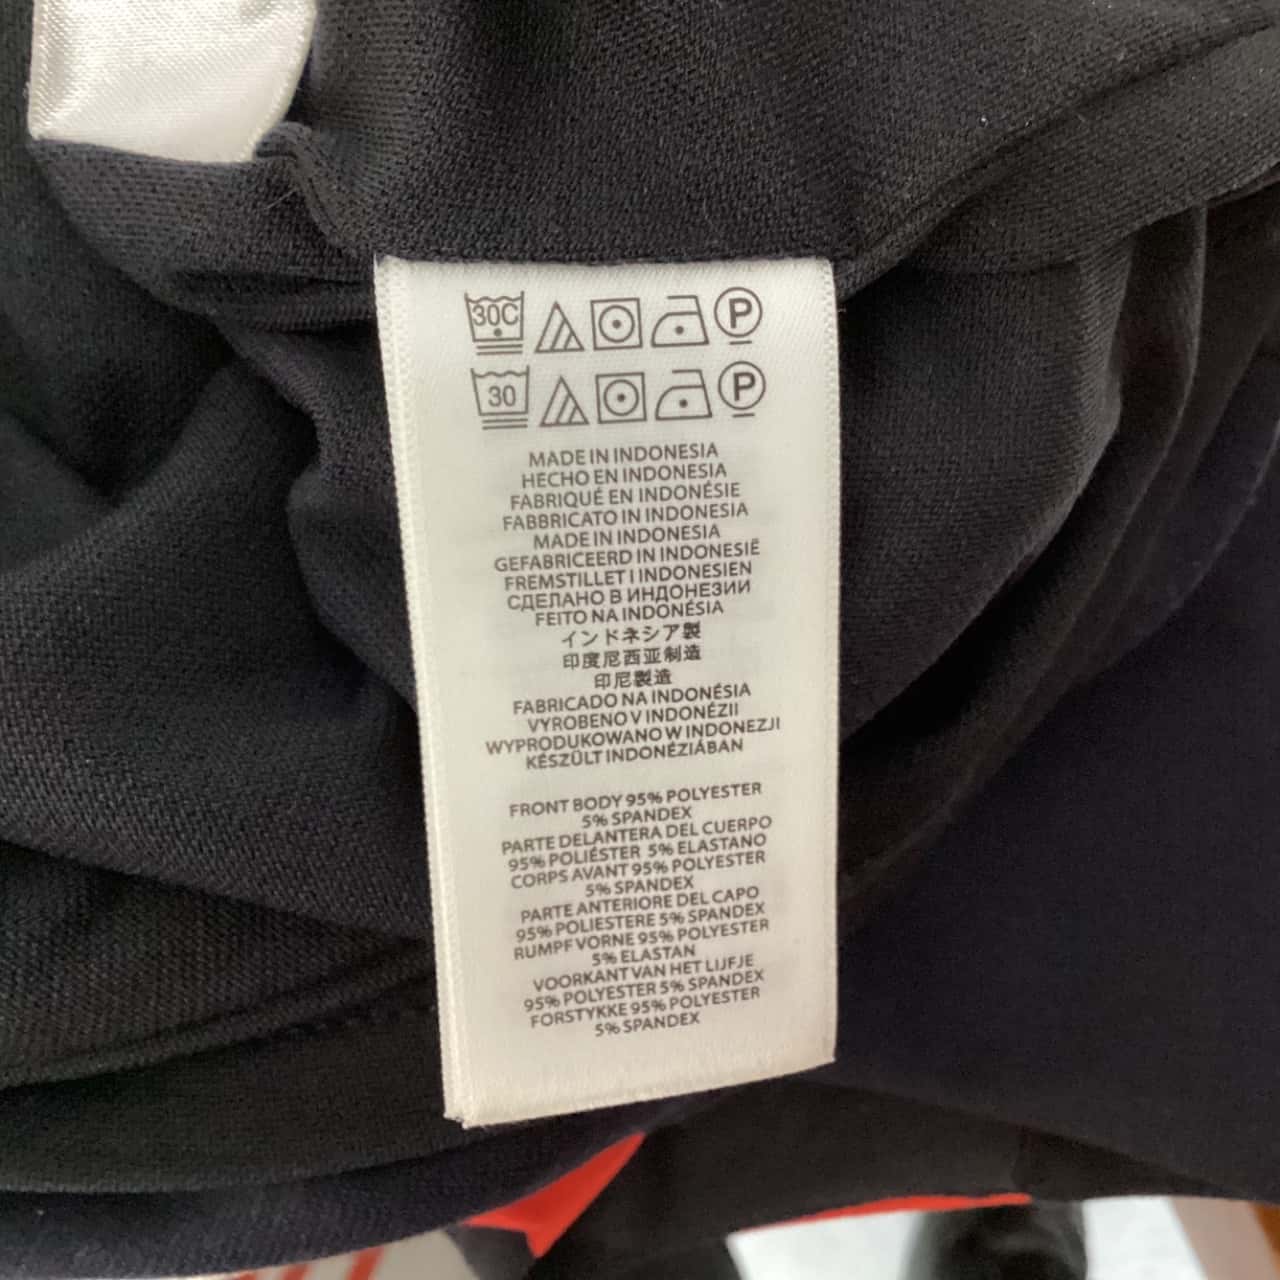 30C P
30 P
MADE IN INDONESIA
HECHO EN INDONESIA
FABRIQUÉ EN INDONÉSIE
FABBRICATO IN INDONESIA
MADE IN INDONESIA
GEFABRICEERD IN INDONESIË
FREMSTILLET I INDONESIEN
СДЕЛАНО В ИНДОНЕЗИИ
FEITO NA INDONÉSIA
インドネシア製
印度尼西亚制造
印尼製造
FABRICADO NA INDONÉSIA
VYROBENO V INDONÉZII
WYPRODUKOWANO W INDONEZJI
KÉSZÜLT INDONÉZIÁBAN
FRONT BODY 95% POLYESTER
5% SPANDEX
PARTE DELANTERA DEL CUERPO
95% POLIÉSTER 5% ELASTANO
CORPS AVANT 95% POLYESTER
5% SPANDEX
PARTE ANTERIORE DEL CAPO
95% POLIESTERE 5% SPANDEX
RUMPF VORNE 95% POLYESTER
5% ELASTAN
VOORKANT VAN HET LIJFJE
95% POLYESTER 5% SPANDEX
FORSTYKKE 95% POLYESTER
5% SPANDEX